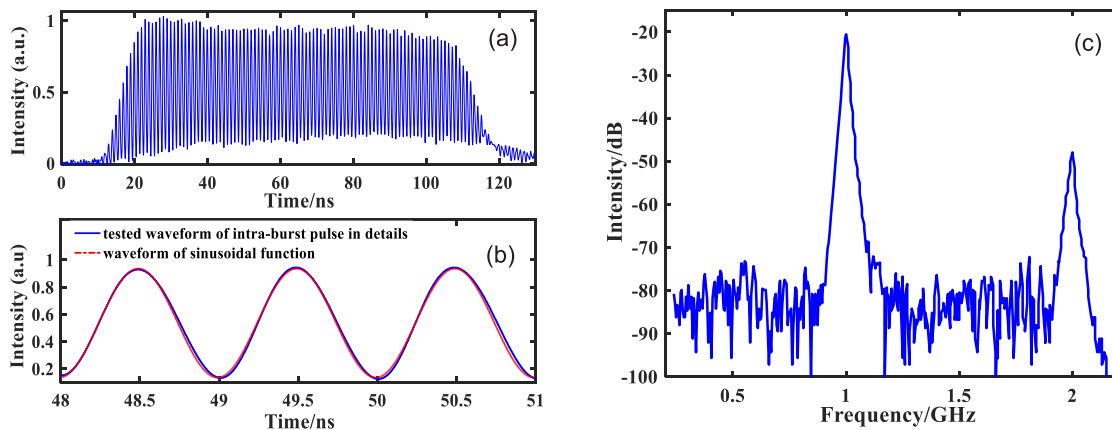 (a)
Intensity (a.u.)
1
0.5
0
0 20 40 60 80 100 120
Time/ns
(b)
tested waveform of intra-burst pulse in details
waveform of sinusoidal function
Intensity (a.u)
1
0.8
0.6
0.4
0.2
48 48.5 49 49.5 50 50.5 51
Time/ns
(c)
Intensity/dB
-20
-30
-40
-50
-60
-70
-80
-90
-100
0.5 1 1.5 2
Frequency/GHz